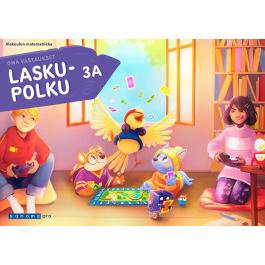 Alakoulun matematiikka
OMA VASTAUKSET
LASKU-
POLKU
3A
sanoma pro